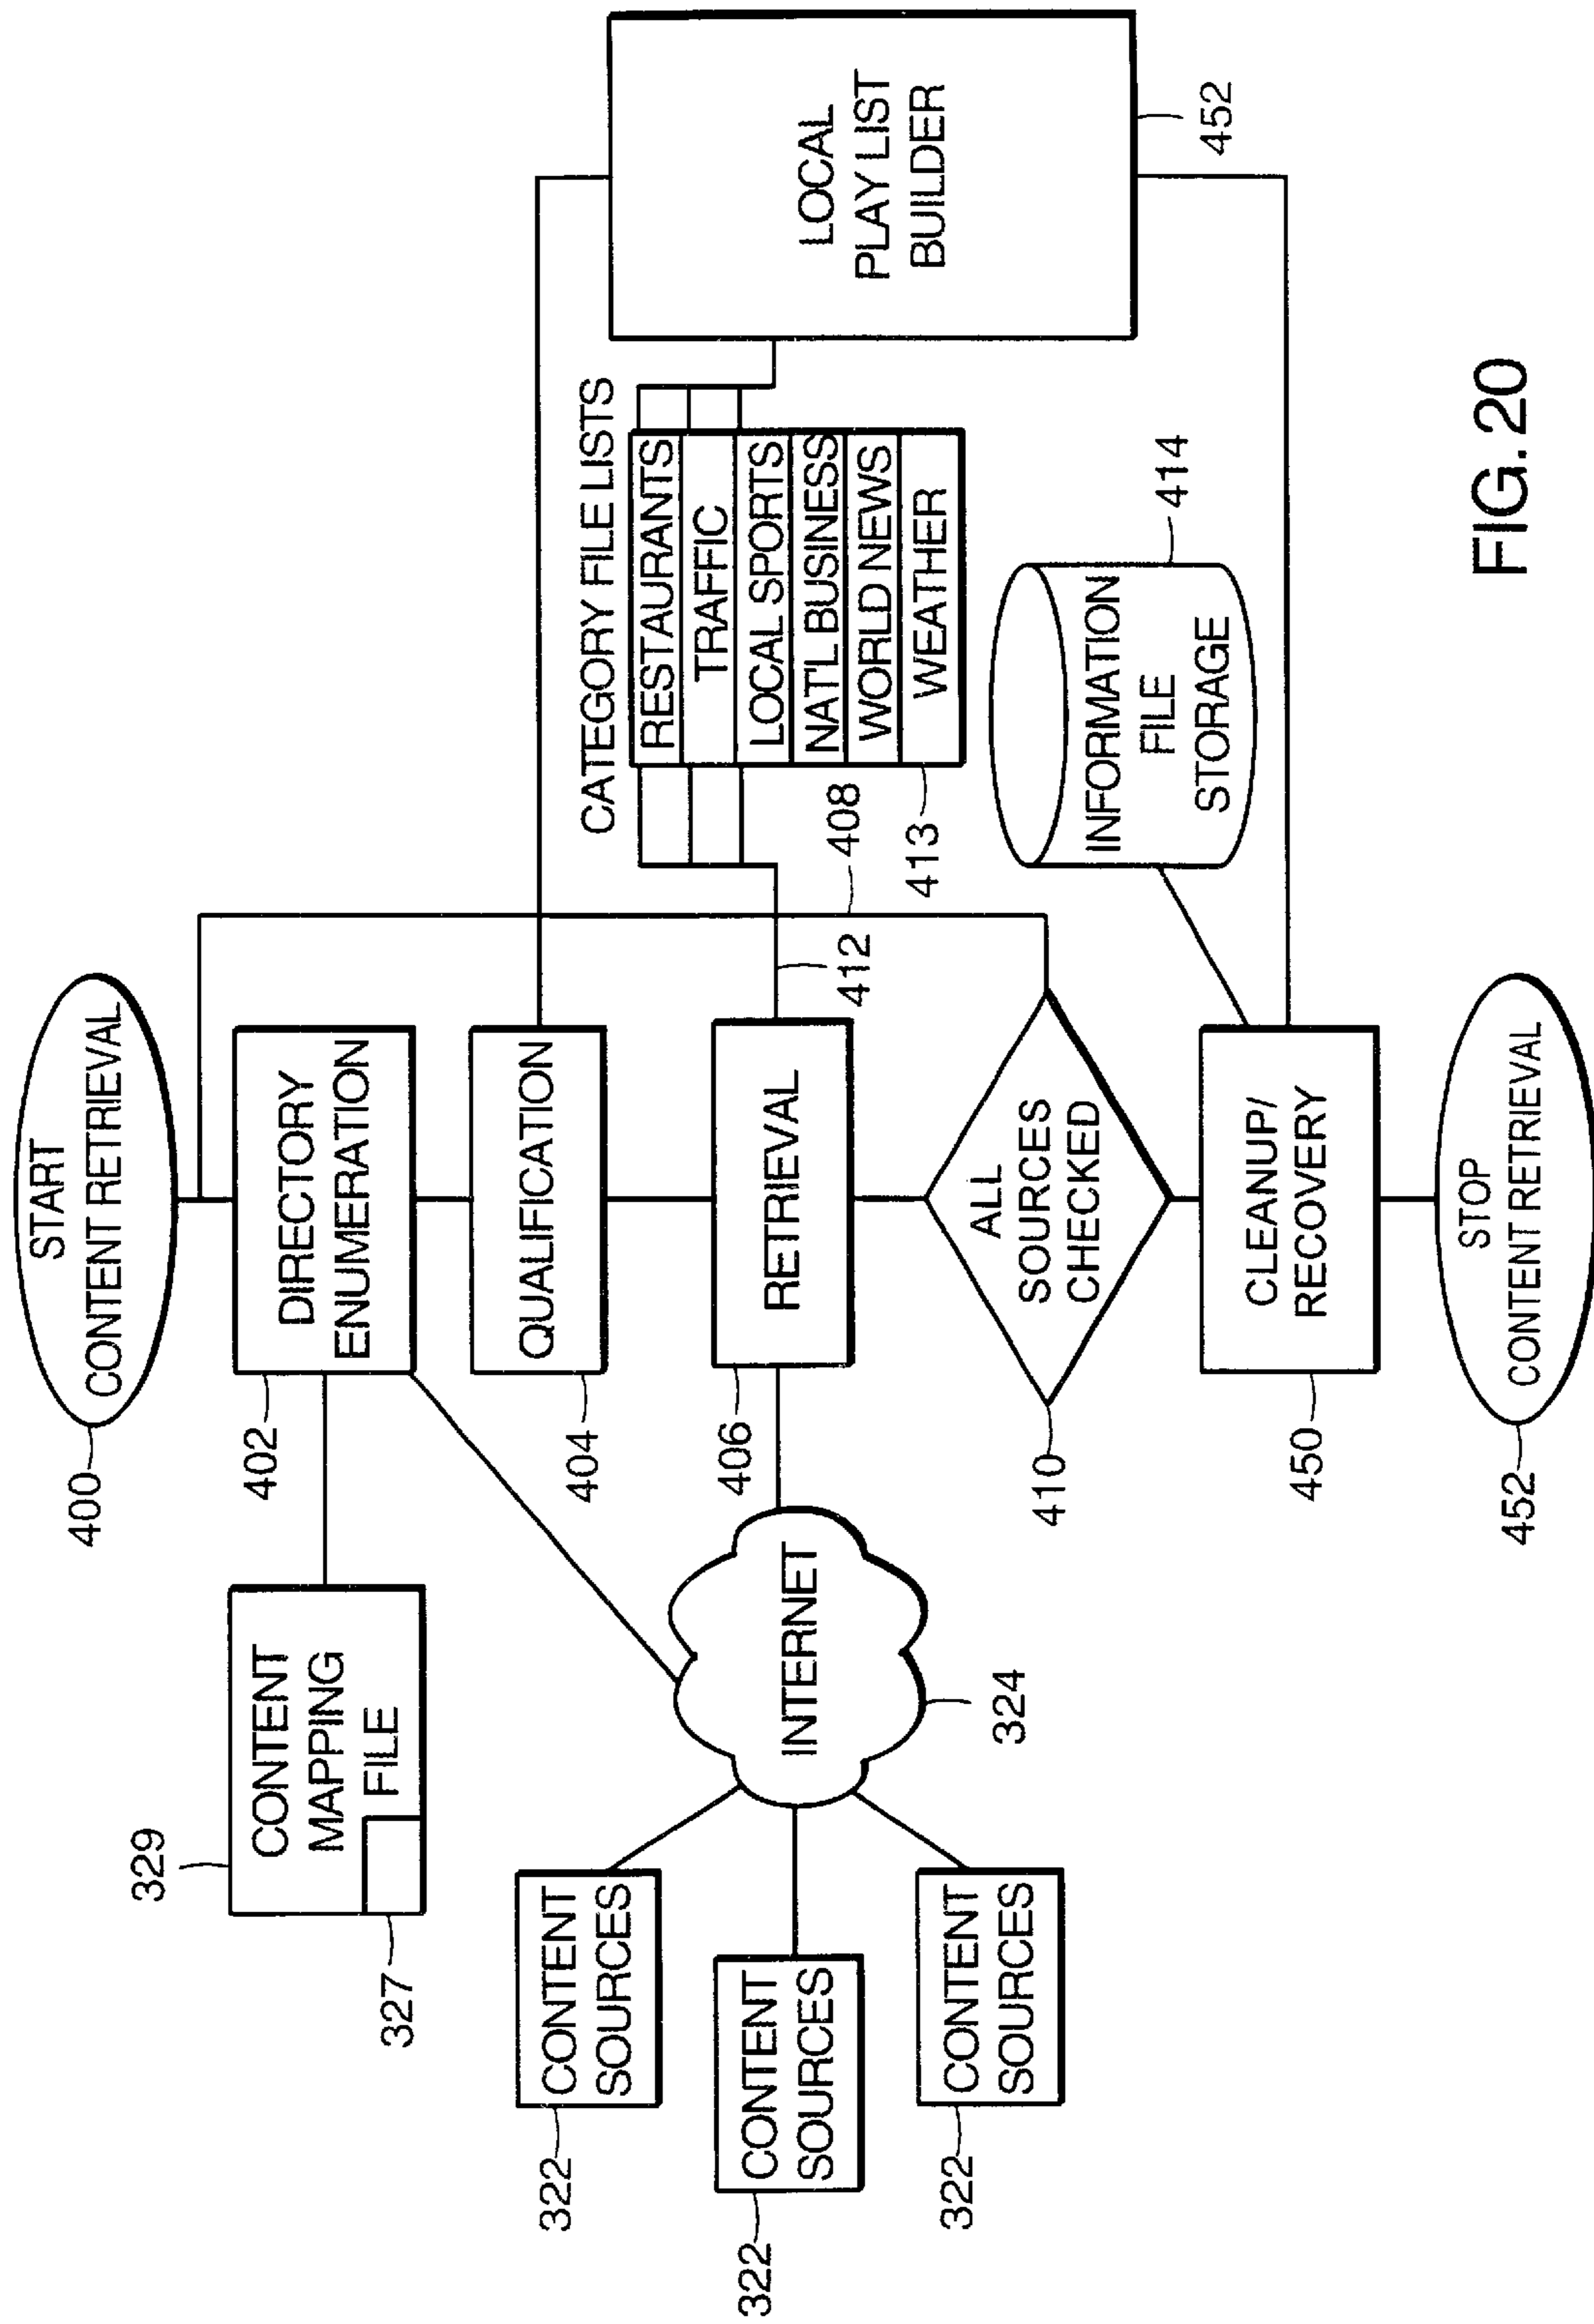 START
CONTENT RETRIEVAL
400
329
CONTENT
MAPPING
FILE
327
402
DIRECTORY
ENUMERATION
322
CONTENT
SOURCES
404
QUALIFICATION
CATEGORY FILE LISTS
RESTAURANTS
TRAFFIC
LOCAL SPORTS
NAT'L BUSINESS
WORLD NEWS
WEATHER
413
LOCAL
PLAY LIST
BUILDER
452
322
CONTENT
SOURCES
INTERNET
324
406
RETRIEVAL
412
408
322
CONTENT
SOURCES
410
ALL
SOURCES
CHECKED
INFORMATION
FILE
STORAGE
414
450
CLEANUP/
RECOVERY
452
STOP
CONTENT RETRIEVAL
FIG. 20